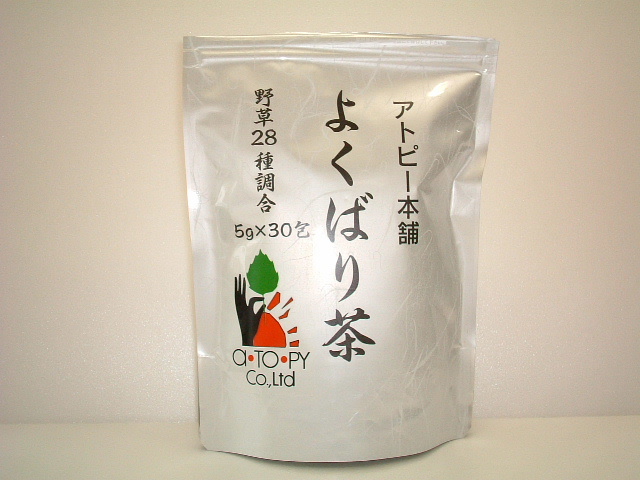 アトピー本舗
よくばり茶
野草28種調合
5g×30包
a•TO•PY
Co.,Ltd